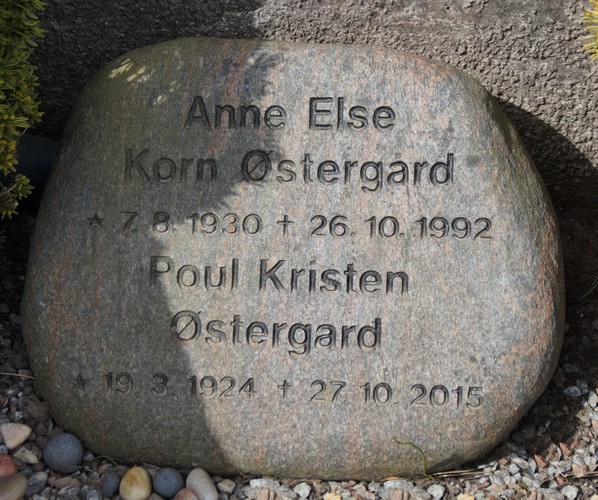 Anne Else
Korn Østergard
★ 7. 8. 1930 † 26. 10. 1992
Poul Kristen
Østergard
★ 19. 3. 1924 † 27. 10. 2015